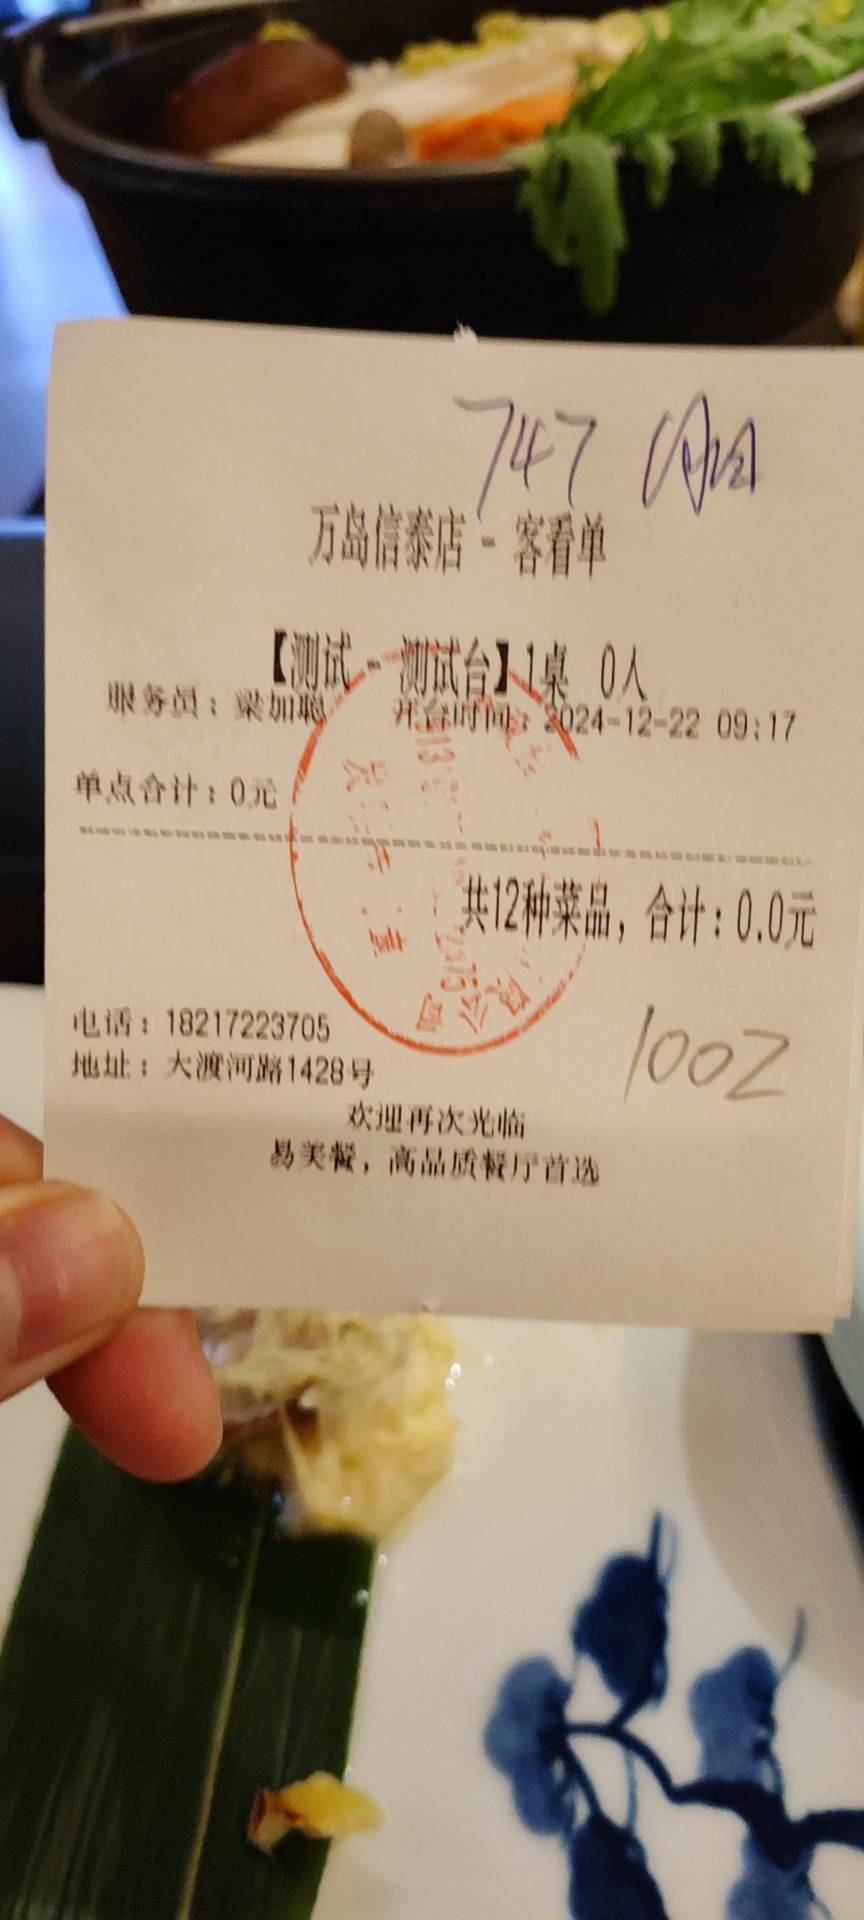 747
万岛信泰店 - 客看单
【测试 - 测试台】1桌 0人
服务员：梁加聪 开台时间：2024-12-22 09:17
单点合计：0元
共12种菜品，合计：0.0元
电话：18217223705
地址：大渡河路1428号
1002
欢迎再次光临
易美餐，高品质餐厅首选